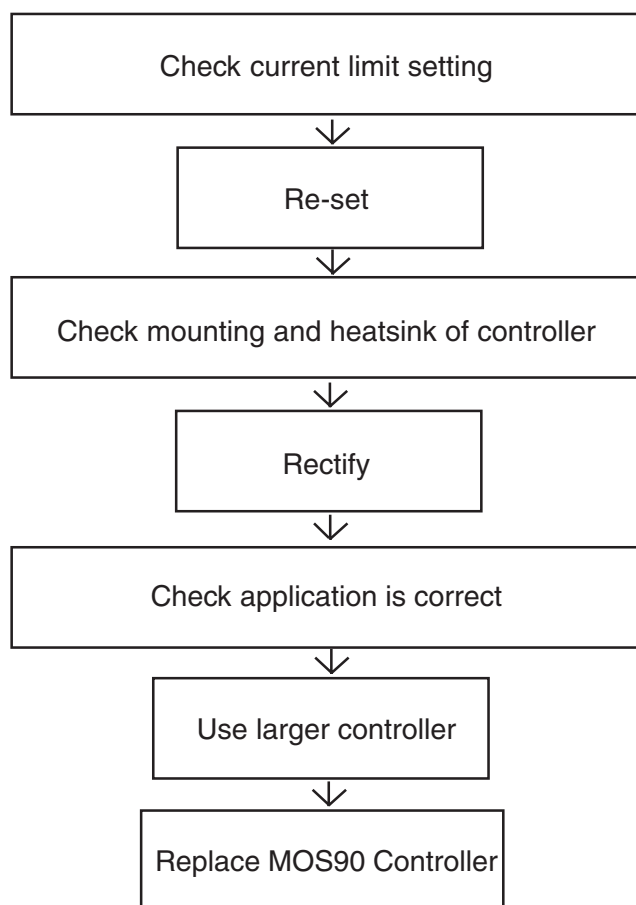 Check current limit setting
Re-set
Check mounting and heatsink of controller
Rectify
Check application is correct
Use larger controller
Replace MOS90 Controller